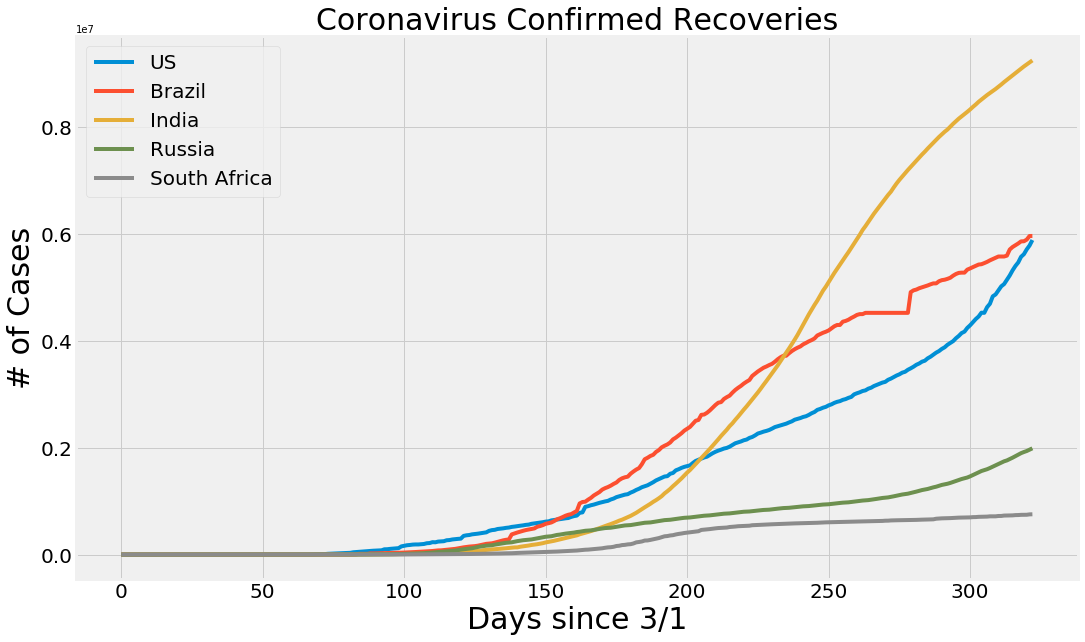 Coronavirus Confirmed Recoveries
1e7
US
Brazil
India
Russia
South Africa
0.8
0.6
0.4
0.2
0.0
# of Cases
0 50 100 150 200 250 300
Days since 3/1